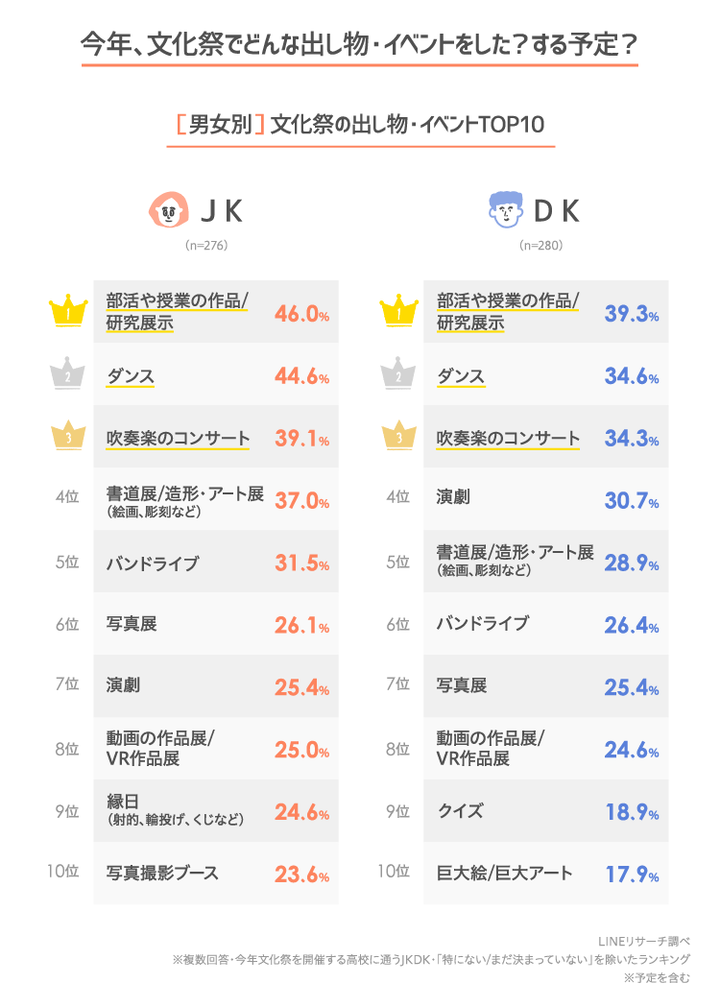 今年、文化祭でどんな出し物・イベントをした？する予定？
［男女別］文化祭の出し物・イベントTOP10
JK
（n=276）
1
部活や授業の作品/
研究展示
46.0%
2
ダンス
44.6%
3
吹奏楽のコンサート
39.1%
4位
書道展/造形・アート展
（絵画、彫刻など）
37.0%
5位
バンドライブ
31.5%
6位
写真展
26.1%
7位
演劇
25.4%
8位
動画の作品展/
VR作品展
25.0%
9位
縁日
（射的、輪投げ、くじなど）
24.6%
10位
写真撮影ブース
23.6%
DK
（n=280）
1
部活や授業の作品/
研究展示
39.3%
2
ダンス
34.6%
3
吹奏楽のコンサート
34.3%
4位
演劇
30.7%
5位
書道展/造形・アート展
（絵画、彫刻など）
28.9%
6位
バンドライブ
26.4%
7位
写真展
25.4%
8位
動画の作品展/
VR作品展
24.6%
9位
クイズ
18.9%
10位
巨大絵/巨大アート
17.9%
LINEリサーチ調べ
※複数回答・今年文化祭を開催する高校に通うJKDK・「特にない/まだ決まっていない」を除いたランキング
※予定を含む